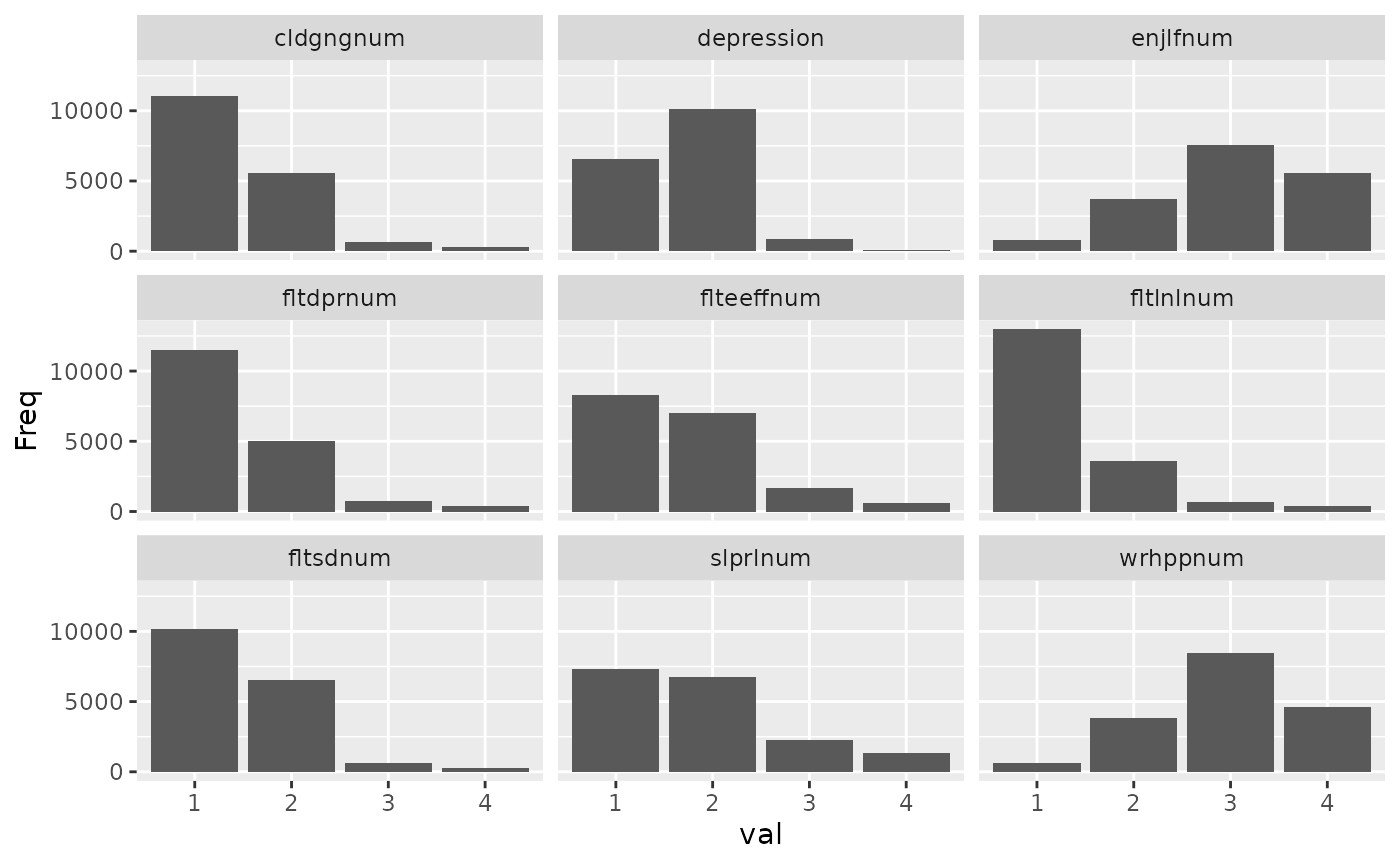 cldgngnum depression enjlfnum
10000
5000
0
fltdprnum flteeffnum fltlnlnum
10000
5000
0
Freq
fltsdnum slprlnum wrhppnum
10000
5000
0
1 2 3 4 1 2 3 4 1 2 3 4
val